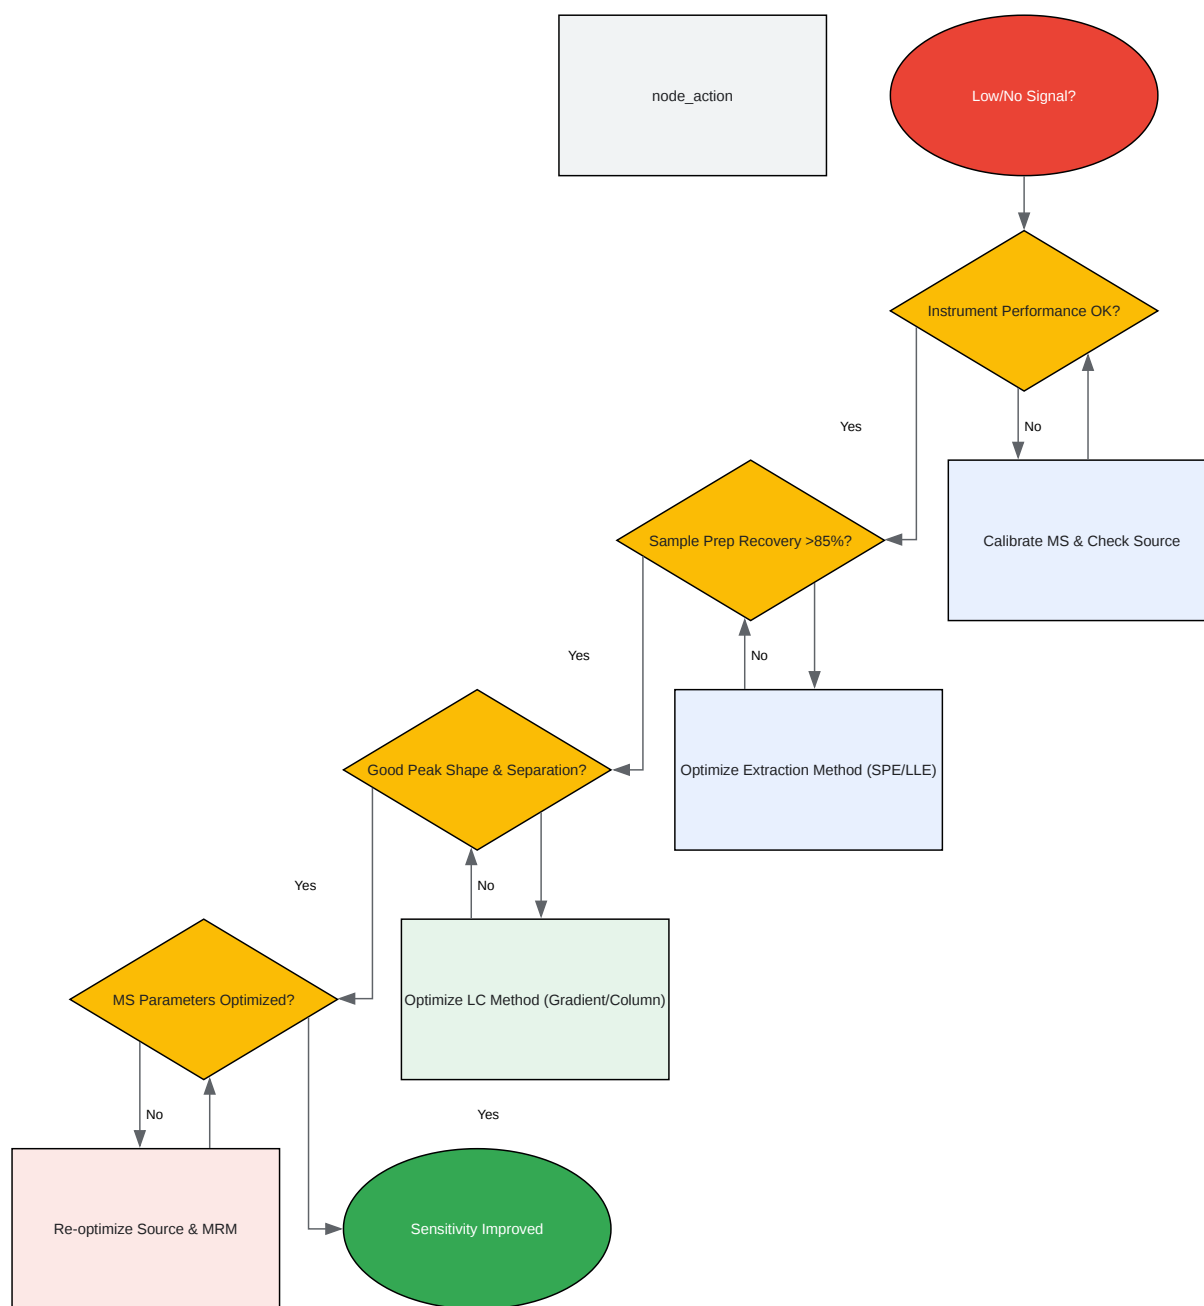 node_action
Low/No Signal?
Instrument Performance OK?
Yes
No
Sample Prep Recovery >85%?
Calibrate MS & Check Source
Yes
No
Good Peak Shape & Separation?
Optimize Extraction Method (SPE/LLE)
Yes
No
MS Parameters Optimized?
Optimize LC Method (Gradient/Column)
No
Yes
Re-optimize Source & MRM
Sensitivity Improved